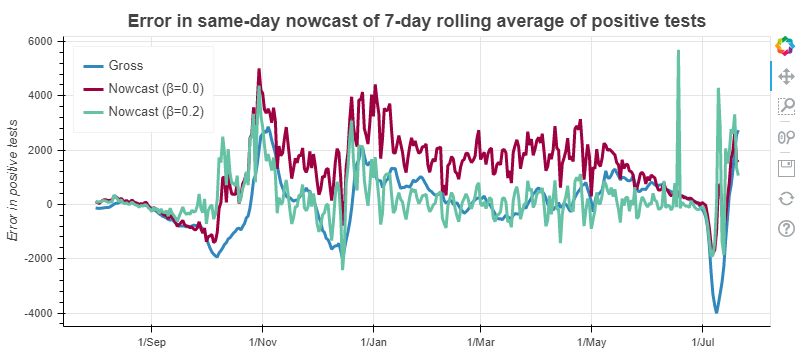 Error in same-day nowcast of 7-day rolling average of positive tests
Error in positive tests
6000
4000
2000
0
-2000
-4000
Gross
Nowcast (β=0.0)
Nowcast (β=0.2)
1/Sep
1/Nov
1/Jan
1/Mar
1/May
1/Jul